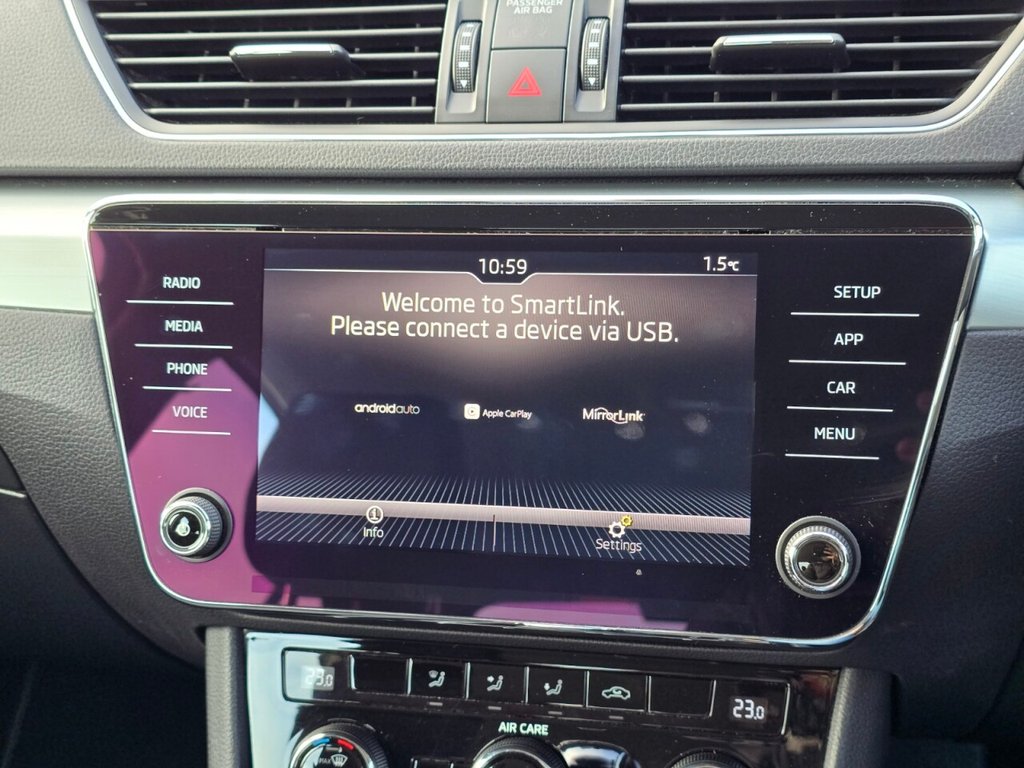 PASSENGER
AIR BAG
10:59
1.5°C
RADIO
MEDIA
PHONE
VOICE
Welcome to SmartLink.
Please connect a device via USB.
androidauto
Apple CarPlay
MirrorLink
Info
Settings
SETUP
APP
CAR
MENU
23.0
23.0
AIR CARE
MAX